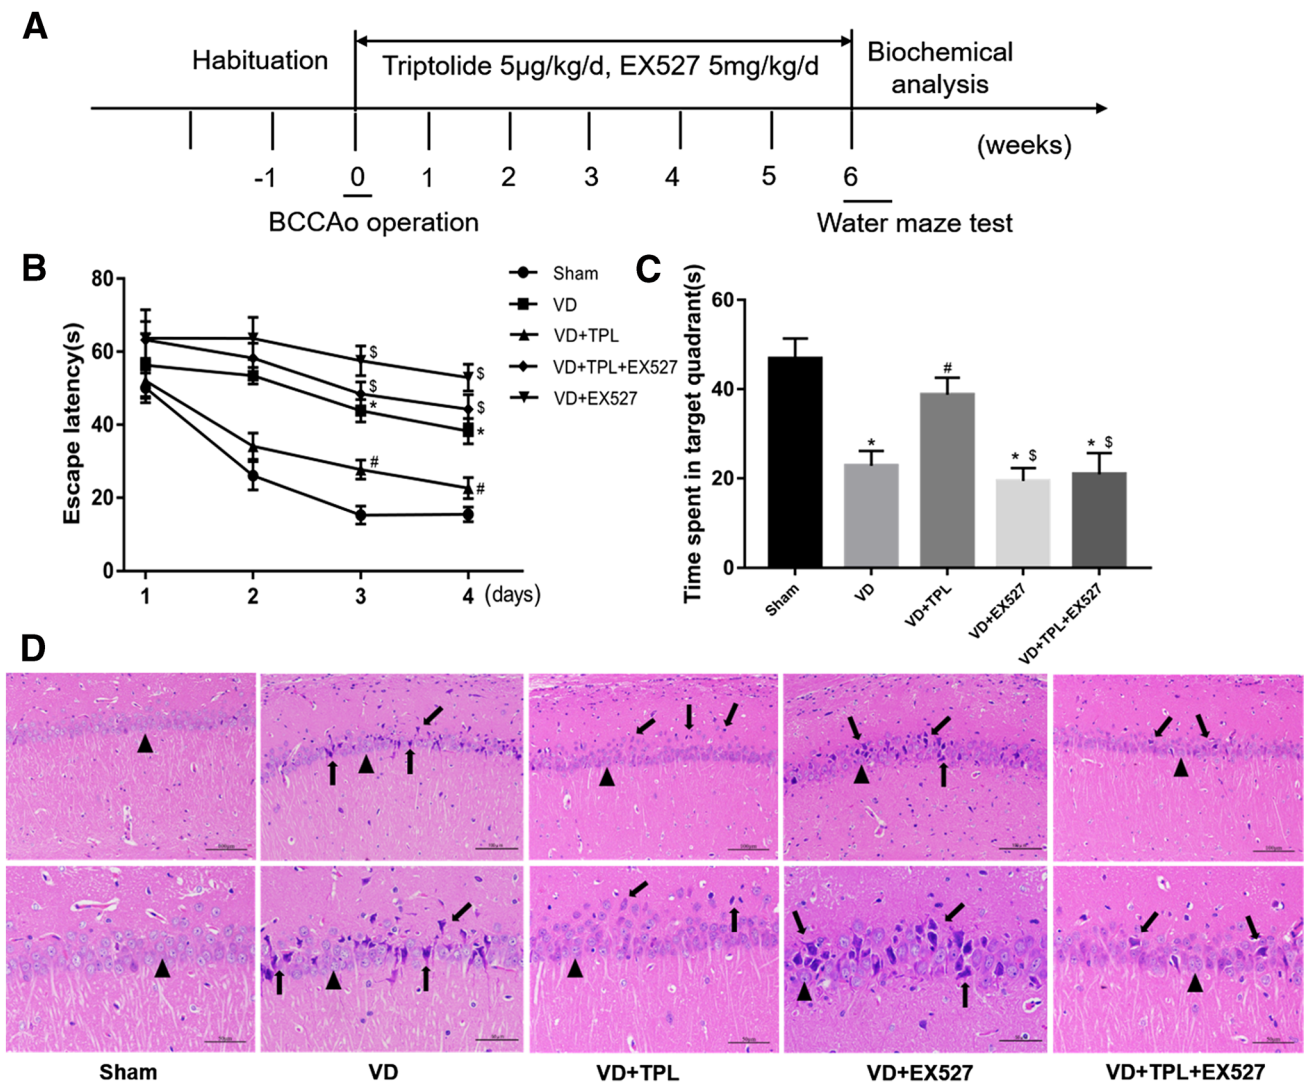 A
Habituation
Triptolide 5μg/kg/d, EX527 5mg/kg/d
Biochemical
analysis
(weeks)
-1 0 1 2 3 4 5 6
BCCAo operation
Water maze test
B
Escape latency(s)
80
60
40
20
0
1 2 3 4 (days)
$
$
*
#
$
$
*
#
Sham
VD
VD+TPL
VD+TPL+EX527
VD+EX527
C
Time spent in target quadrant(s)
60
40
20
0
*
#
* $
* $
Sham
VD
VD+TPL
VD+EX527
VD+TPL+EX527
D
Sham VD VD+TPL VD+EX527 VD+TPL+EX527